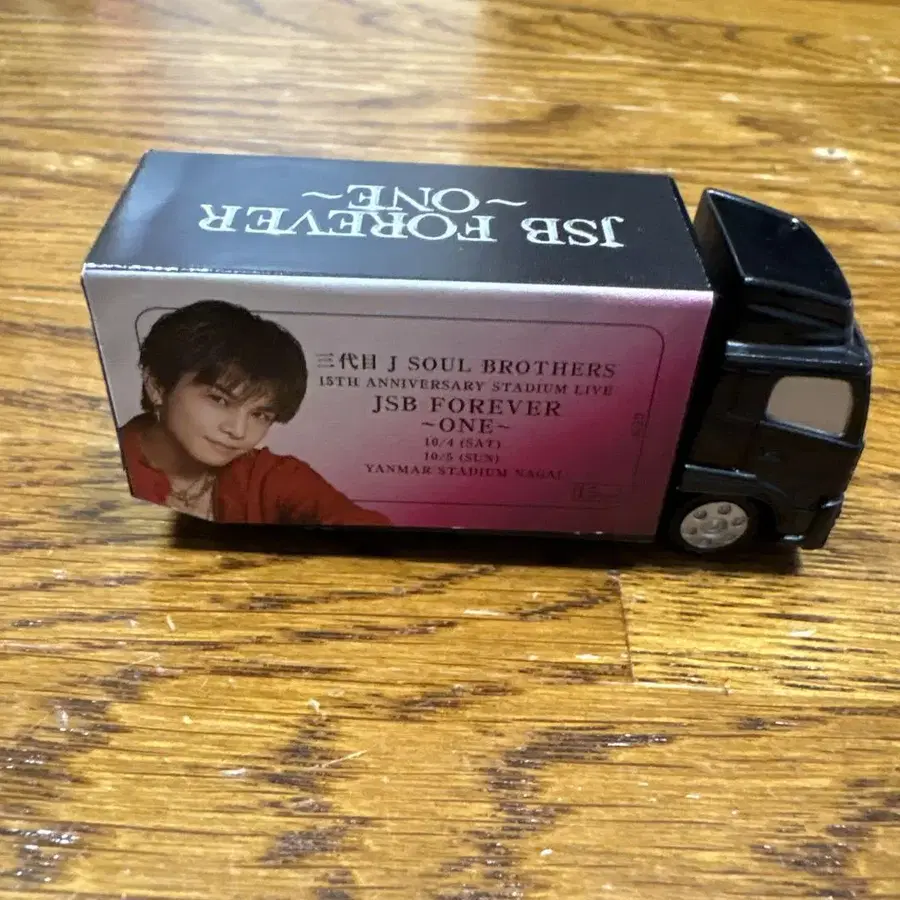 JSB FOREVER
~ONE~
三代目 J SOUL BROTHERS
15TH ANNIVERSARY STADIUM LIVE
JSB FOREVER
~ONE~
10/4 (SAT)
10/5 (SUN)
YANMAR STADIUM NAGAI